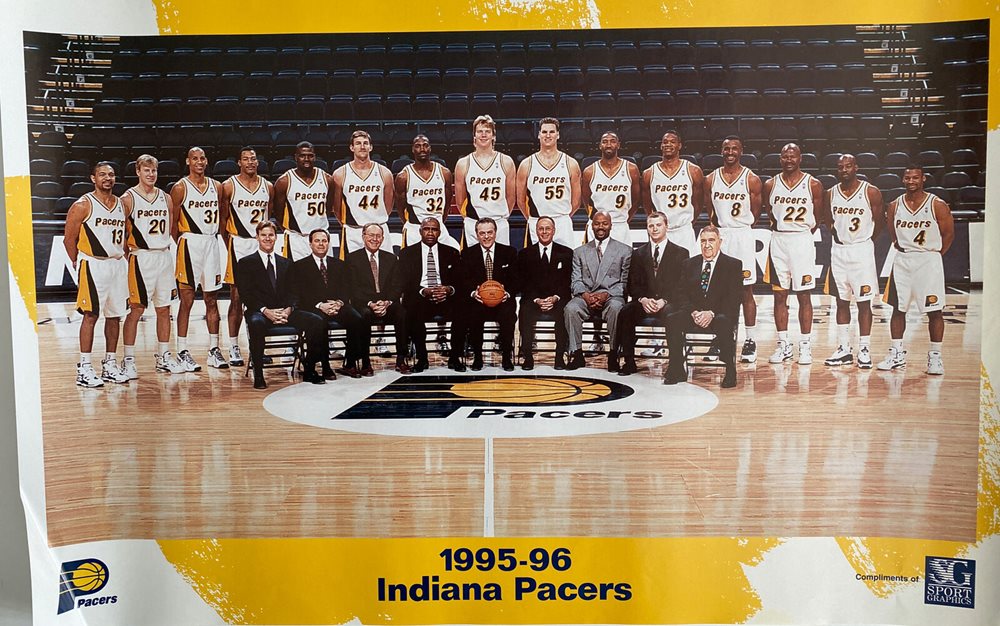 Pacers
13
Pacers
20
Pacers
31
Pacers
21
Pacers
50
Pacers
44
Pacers
32
Pacers
45
Pacers
55
Pacers
9
Pacers
33
Pacers
8
Pacers
22
Pacers
3
Pacers
4
Pacers
1995-96
Indiana Pacers
Pacers
Compliments of
SG
SPORT
GRAPHICS